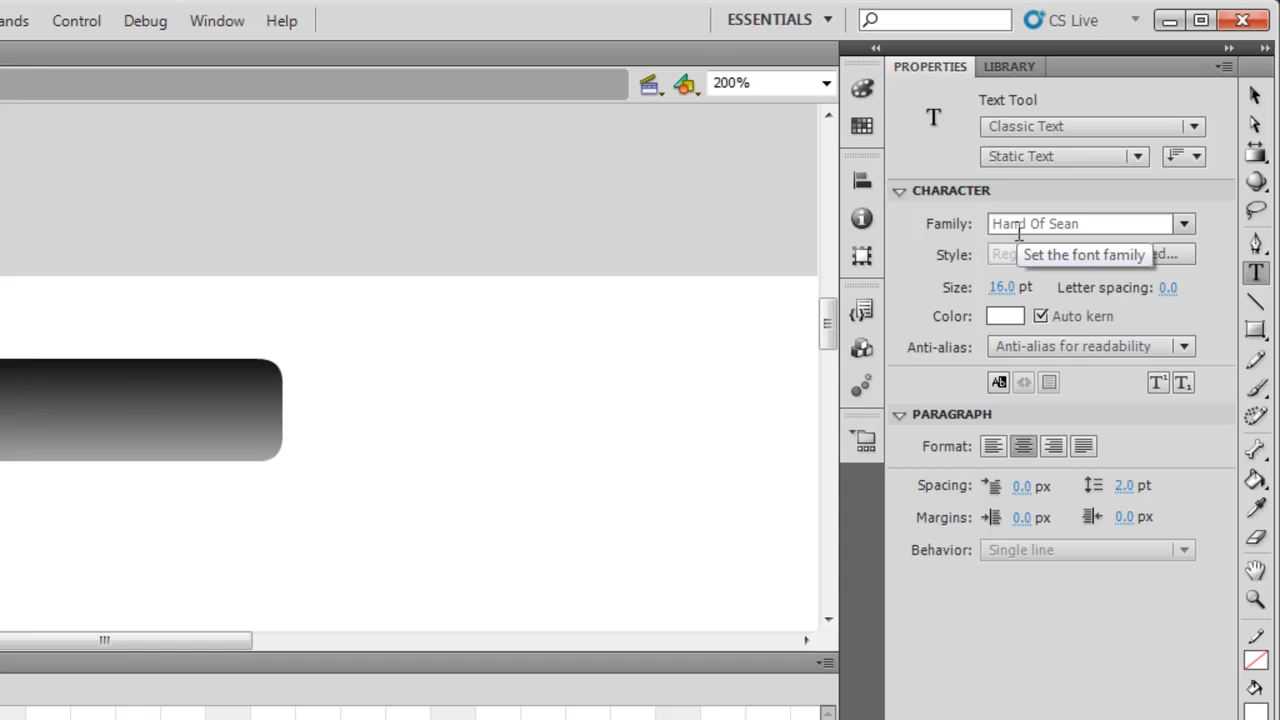 ands Control Debug Window Help ESSENTIALS CS Live
PROPERTIES LIBRARY
200%
Text Tool
T
Classic Text
Static Text
CHARACTER
Family: Hand Of Sean
Style: Reg ed...
Set the font family
Size: 16.0 pt Letter spacing: 0.0
Color: Auto kern
Anti-alias: Anti-alias for readability
PARAGRAPH
Format:
Spacing: 0.0 px 2.0 pt
Margins: 0.0 px 0.0 px
Behavior: Single line